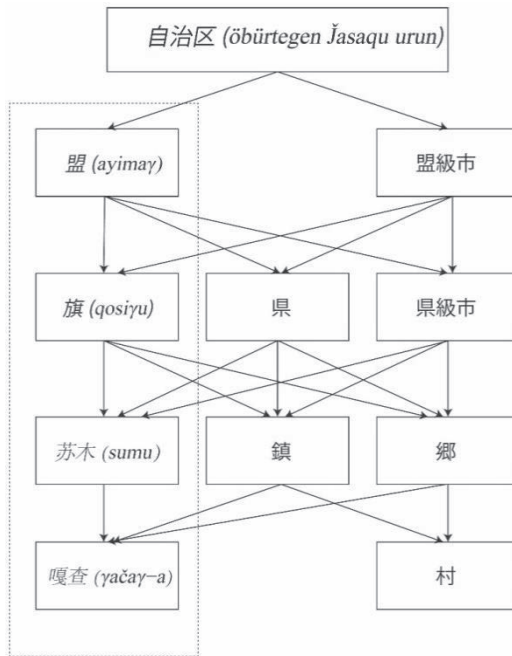 自治区 (öbürtegen J̌asaqu urun)
盟 (ayimaγ)
盟級市
旗 (qosiγu)
県
県級市
苏木 (sumu)
鎮
郷
嘎查 (γačaγ−a)
村